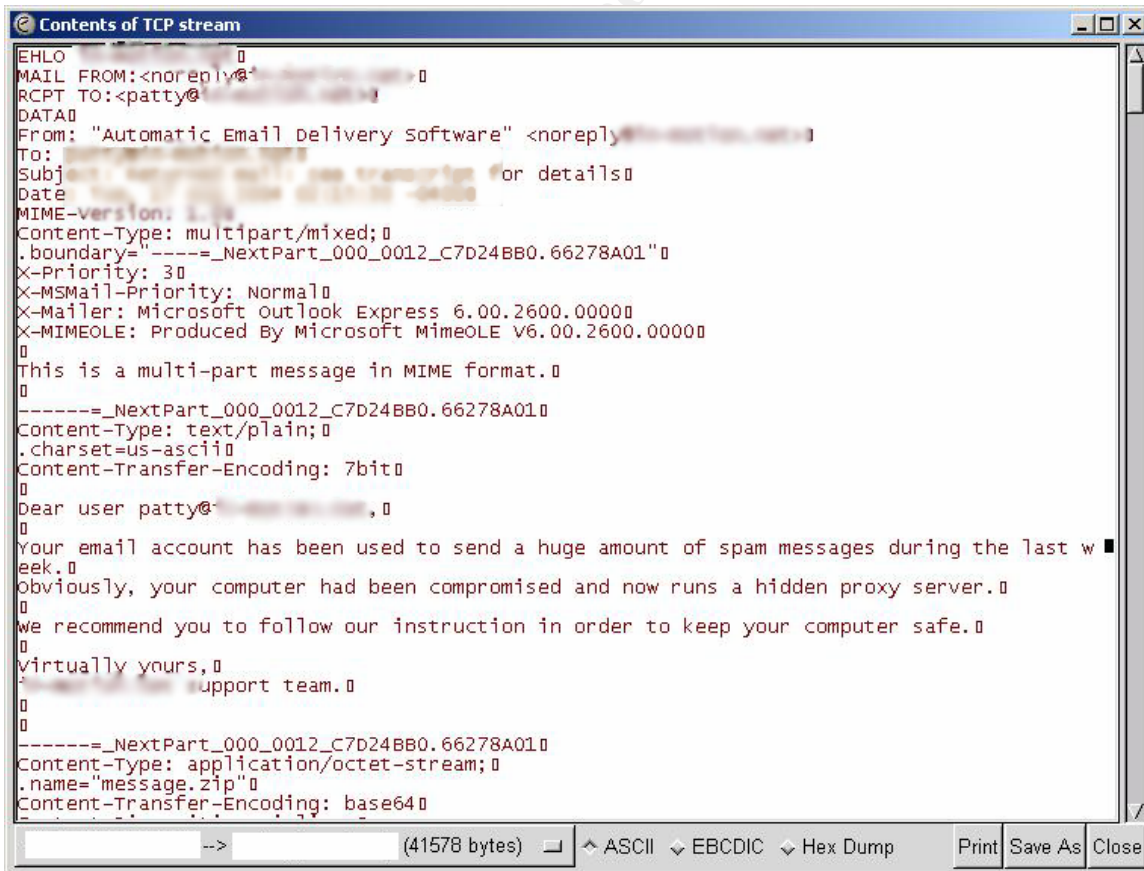 Contents of TCP stream
EHLO
MAIL FROM:<noreply@
RCPT TO:<patty@
DATA
From: "Automatic Email Delivery Software" <noreply
To:
Subj for details
Date
MIME-Version:
Content-Type: multipart/mixed;
.boundary="----=_NextPart_000_0012_C7D24BB0.66278A01"
X-Priority: 3
X-MSMail-Priority: Normal
X-Mailer: Microsoft Outlook Express 6.00.2600.0000
X-MIMEOLE: Produced By Microsoft MimeOLE V6.00.2600.0000
This is a multi-part message in MIME format.
------=_NextPart_000_0012_C7D24BB0.66278A01
Content-Type: text/plain;
.charset=us-ascii
Content-Transfer-Encoding: 7bit
Dear user patty@ ,
Your email account has been used to send a huge amount of spam messages during the last w
eek.
Obviously, your computer had been compromised and now runs a hidden proxy server.
We recommend you to follow our instruction in order to keep your computer safe.
Virtually yours,
support team.
------=_NextPart_000_0012_C7D24BB0.66278A01
Content-Type: application/octet-stream;
.name="message.zip"
Content-Transfer-Encoding: base64
--> (41578 bytes) ASCII EBCDIC Hex Dump Print Save As Close